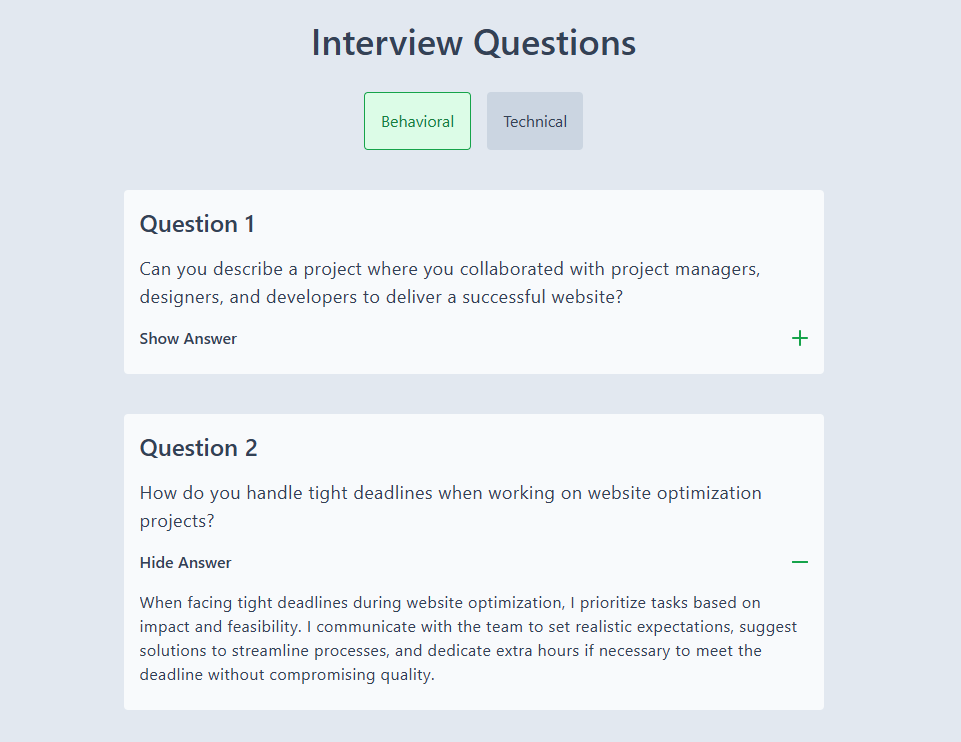 Interview Questions
Behavioral
Technical
Question 1
Can you describe a project where you collaborated with project managers,
designers, and developers to deliver a successful website?
Show Answer
Question 2
How do you handle tight deadlines when working on website optimization
projects?
Hide Answer
When facing tight deadlines during website optimization, I prioritize tasks based on
impact and feasibility. I communicate with the team to set realistic expectations, suggest
solutions to streamline processes, and dedicate extra hours if necessary to meet the
deadline without compromising quality.